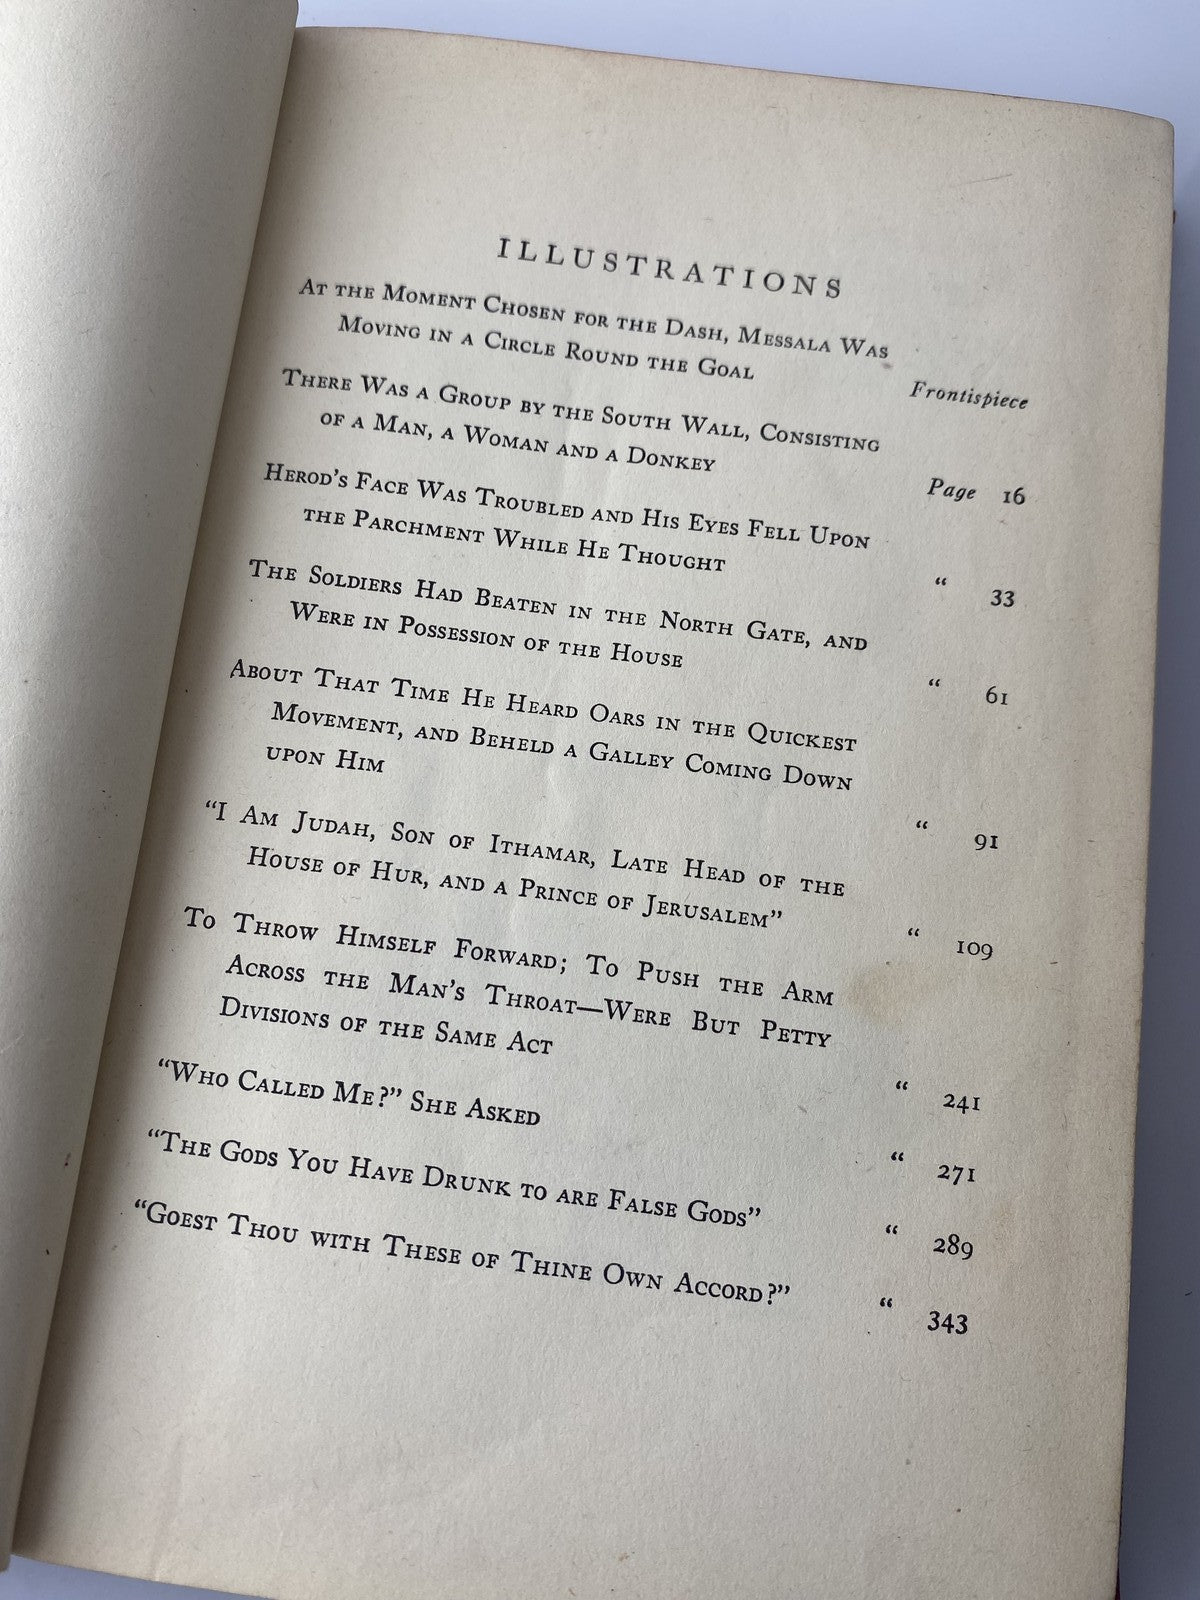 ILLUSTRATIONS
At the Moment Chosen for the Dash, Messala Was
Moving in a Circle Round the Goal Frontispiece
There Was a Group by the South Wall, Consisting
of a Man, a Woman and a Donkey Page 16
Herod's Face Was Troubled and His Eyes Fell Upon
the Parchment While He Thought “ 33
The Soldiers Had Beaten in the North Gate, and
Were in Possession of the House “ 61
About That Time He Heard Oars in the Quickest
Movement, and Beheld a Galley Coming Down
upon Him “ 91
“I Am Judah, Son of Ithamar, Late Head of the
House of Hur, and a Prince of Jerusalem” “ 109
To Throw Himself Forward; To Push the Arm
Across the Man's Throat—Were But Petty
Divisions of the Same Act “ 241
“Who Called Me?” She Asked “ 271
“The Gods You Have Drunk to are False Gods” “ 289
“Goest Thou with These of Thine Own Accord?” “ 343